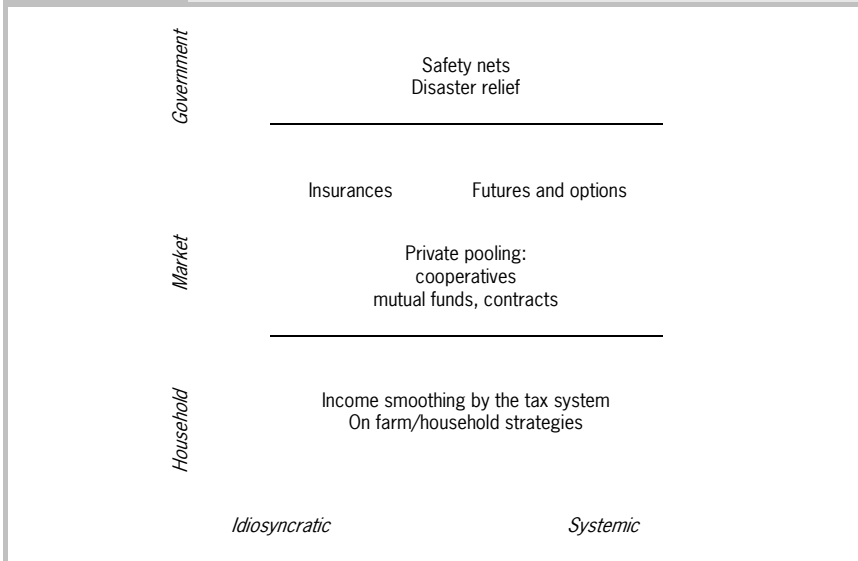 Government
Safety nets
Disaster relief
Insurances
Futures and options
Market
Private pooling:
cooperatives
mutual funds, contracts
Household
Income smoothing by the tax system
On farm/household strategies
Idiosyncratic
Systemic